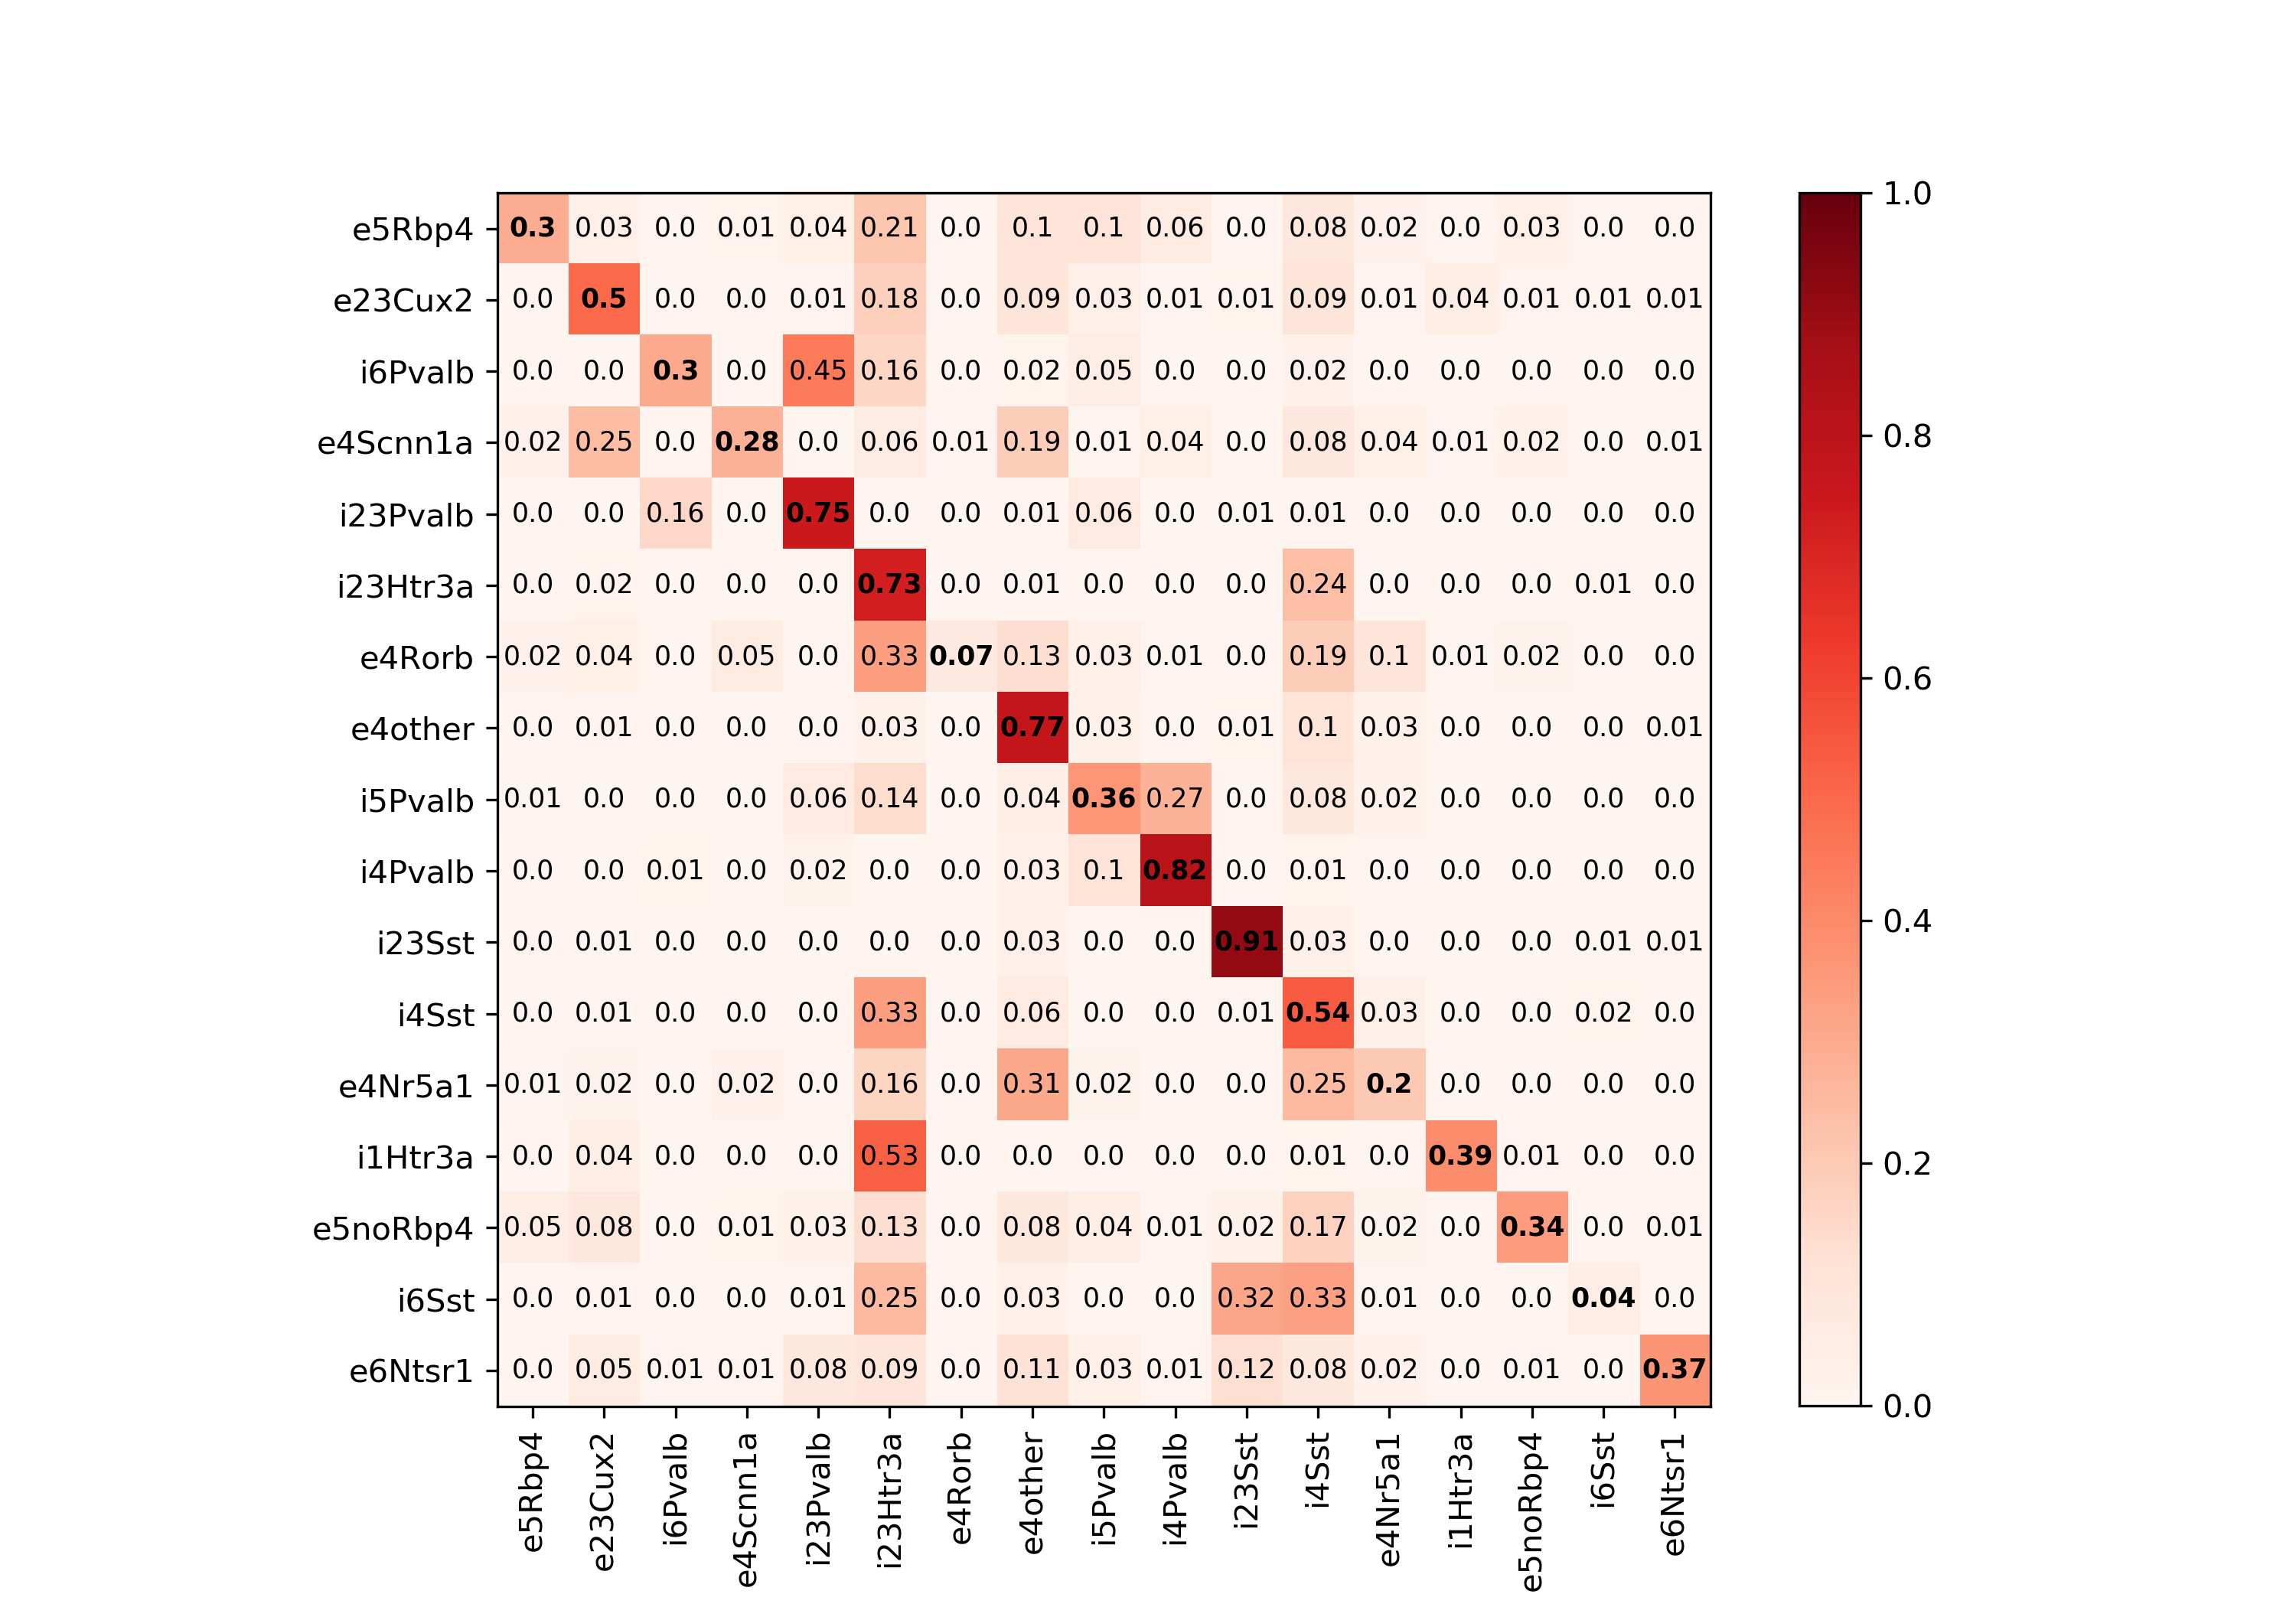 e5Rbp4 0.3 0.03 0.0 0.01 0.04 0.21 0.0 0.1 0.1 0.06 0.0 0.08 0.02 0.0 0.03 0.0 0.0
e23Cux2 0.0 0.5 0.0 0.0 0.01 0.18 0.0 0.09 0.03 0.01 0.01 0.09 0.01 0.04 0.01 0.01 0.01
i6Pvalb 0.0 0.0 0.3 0.0 0.45 0.16 0.0 0.02 0.05 0.0 0.0 0.02 0.0 0.0 0.0 0.0 0.0
e4Scnn1a 0.02 0.25 0.0 0.28 0.0 0.06 0.01 0.19 0.01 0.04 0.0 0.08 0.04 0.01 0.02 0.0 0.01
i23Pvalb 0.0 0.0 0.16 0.0 0.75 0.0 0.0 0.01 0.06 0.0 0.01 0.01 0.0 0.0 0.0 0.0 0.0
i23Htr3a 0.0 0.02 0.0 0.0 0.0 0.73 0.0 0.01 0.0 0.0 0.0 0.24 0.0 0.0 0.0 0.01 0.0
e4Rorb 0.02 0.04 0.0 0.05 0.0 0.33 0.07 0.13 0.03 0.01 0.0 0.19 0.1 0.01 0.02 0.0 0.0
e4other 0.0 0.01 0.0 0.0 0.0 0.03 0.0 0.77 0.03 0.0 0.01 0.1 0.03 0.0 0.0 0.0 0.01
i5Pvalb 0.01 0.0 0.0 0.0 0.06 0.14 0.0 0.04 0.36 0.27 0.0 0.08 0.02 0.0 0.0 0.0 0.0
i4Pvalb 0.0 0.0 0.01 0.0 0.02 0.0 0.0 0.03 0.1 0.82 0.0 0.01 0.0 0.0 0.0 0.0 0.0
i23Sst 0.0 0.01 0.0 0.0 0.0 0.0 0.0 0.03 0.0 0.0 0.91 0.03 0.0 0.0 0.0 0.01 0.01
i4Sst 0.0 0.01 0.0 0.0 0.0 0.33 0.0 0.06 0.0 0.0 0.01 0.54 0.03 0.0 0.0 0.02 0.0
e4Nr5a1 0.01 0.02 0.0 0.02 0.0 0.16 0.0 0.31 0.02 0.0 0.0 0.25 0.2 0.0 0.0 0.0 0.0
i1Htr3a 0.0 0.04 0.0 0.0 0.0 0.53 0.0 0.0 0.0 0.0 0.0 0.01 0.0 0.39 0.01 0.0 0.0
e5noRbp4 0.05 0.08 0.0 0.01 0.03 0.13 0.0 0.08 0.04 0.01 0.02 0.17 0.02 0.0 0.34 0.0 0.01
i6Sst 0.0 0.01 0.0 0.0 0.01 0.25 0.0 0.03 0.0 0.0 0.32 0.33 0.01 0.0 0.0 0.04 0.0
e6Ntsr1 0.0 0.05 0.01 0.01 0.08 0.09 0.0 0.11 0.03 0.01 0.12 0.08 0.02 0.0 0.01 0.0 0.37
e5Rbp4
e23Cux2
i6Pvalb
e4Scnn1a
i23Pvalb
i23Htr3a
e4Rorb
e4other
i5Pvalb
i4Pvalb
i23Sst
i4Sst
e4Nr5a1
i1Htr3a
e5noRbp4
i6Sst
e6Ntsr1
1.0
0.8
0.6
0.4
0.2
0.0